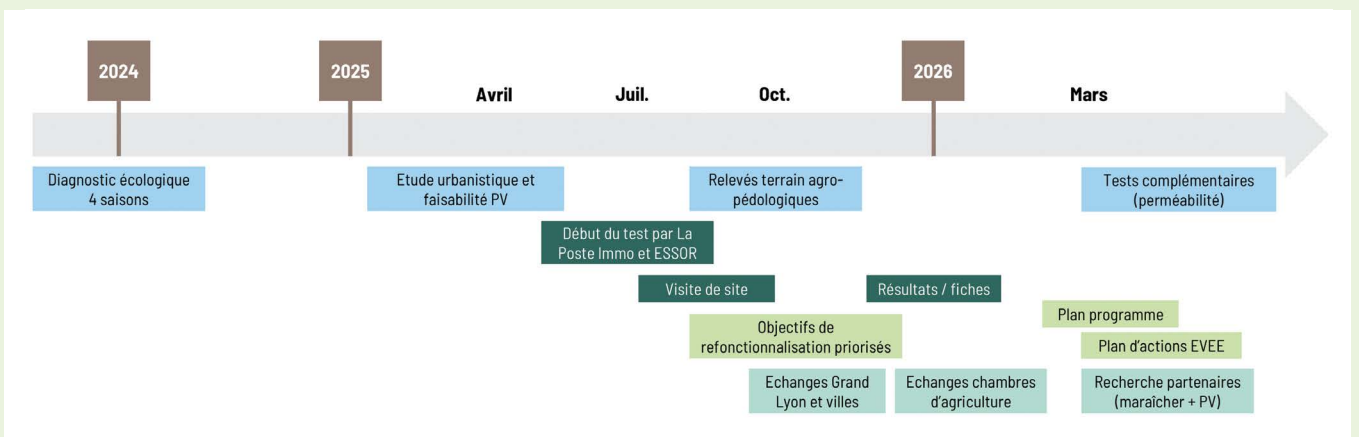 2024
2025
2026
Avril
Juil.
Oct.
Mars
Diagnostic écologique
4 saisons
Etude urbanistique et
faisabilité PV
Relevés terrain agro-
pédologiques
Tests complémentaires
(perméabilité)
Début du test par La
Poste Immo et ESSOR
Visite de site
Résultats / fiches
Objectifs de
refonctionnalisation priorisés
Plan programme
Plan d'actions EVEE
Echanges Grand
Lyon et villes
Echanges chambres
d'agriculture
Recherche partenaires
(maraîcher + PV)